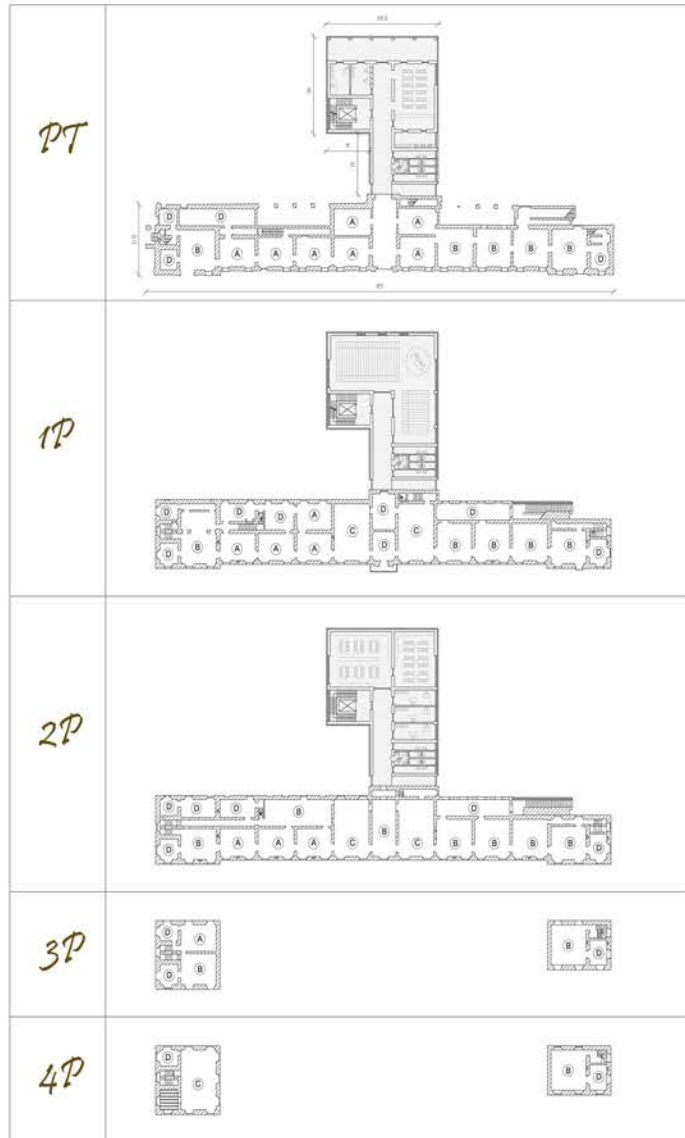 PT
D D A A
D B A A A A A B B B B D
1P
D D D A D D
C C
D B A A A D B B B B D
2P
D D D B D
B
D B A A A C C B B B B D
3P
D A B
D B D
4P
D
C B D